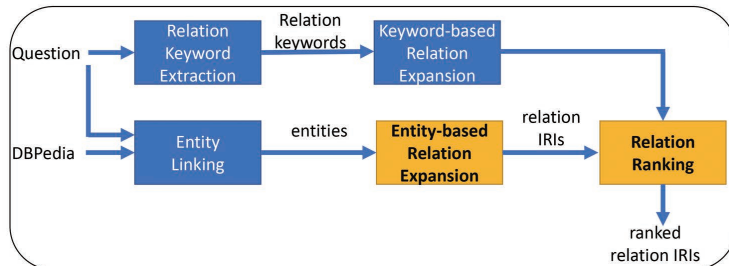 Question
Relation
Keyword
Extraction
Relation
keywords
Keyword-based
Relation
Expansion
DBPedia
Entity
Linking
entities
Entity-based
Relation
Expansion
relation
IRIs
Relation
Ranking
ranked
relation IRIs